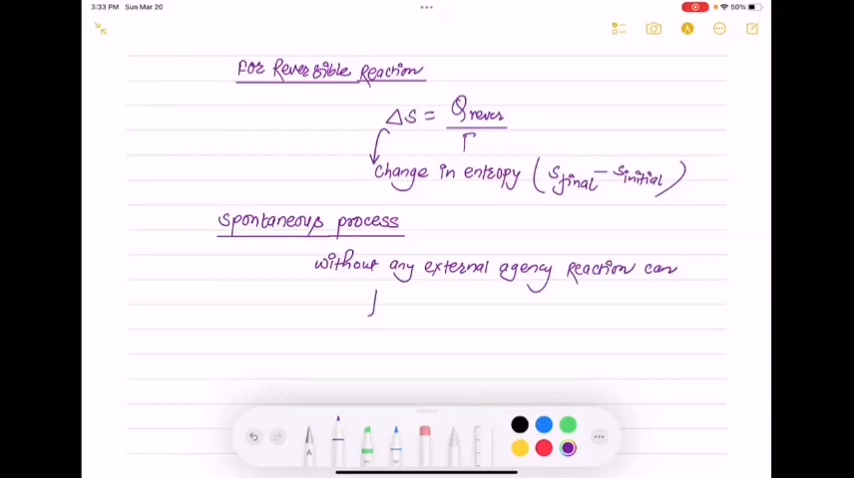 3:33 PM Sun Mar 20
50%
For Reversible Reaction
ΔS = Qrever
T
Change in entropy (Sfinal - Sinitial)
Spontaneous process
without any external agency Reaction can
A